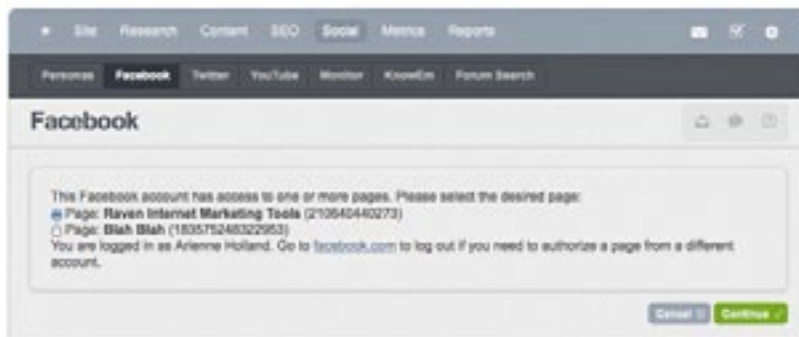 Site Research Content SEO Social Metrics Reports
Personas Facebook Twitter YouTube Monitor KnowEm Forum Search
Facebook
This Facebook account has access to one or more pages. Please select the desired page:
Page: Raven Internet Marketing Tools (210640440273)
Page: Blah Blah (183575248322953)
You are logged in as Arienne Holland. Go to facebook.com to log out if you need to authorize a page from a different
account.
Cancel Continue